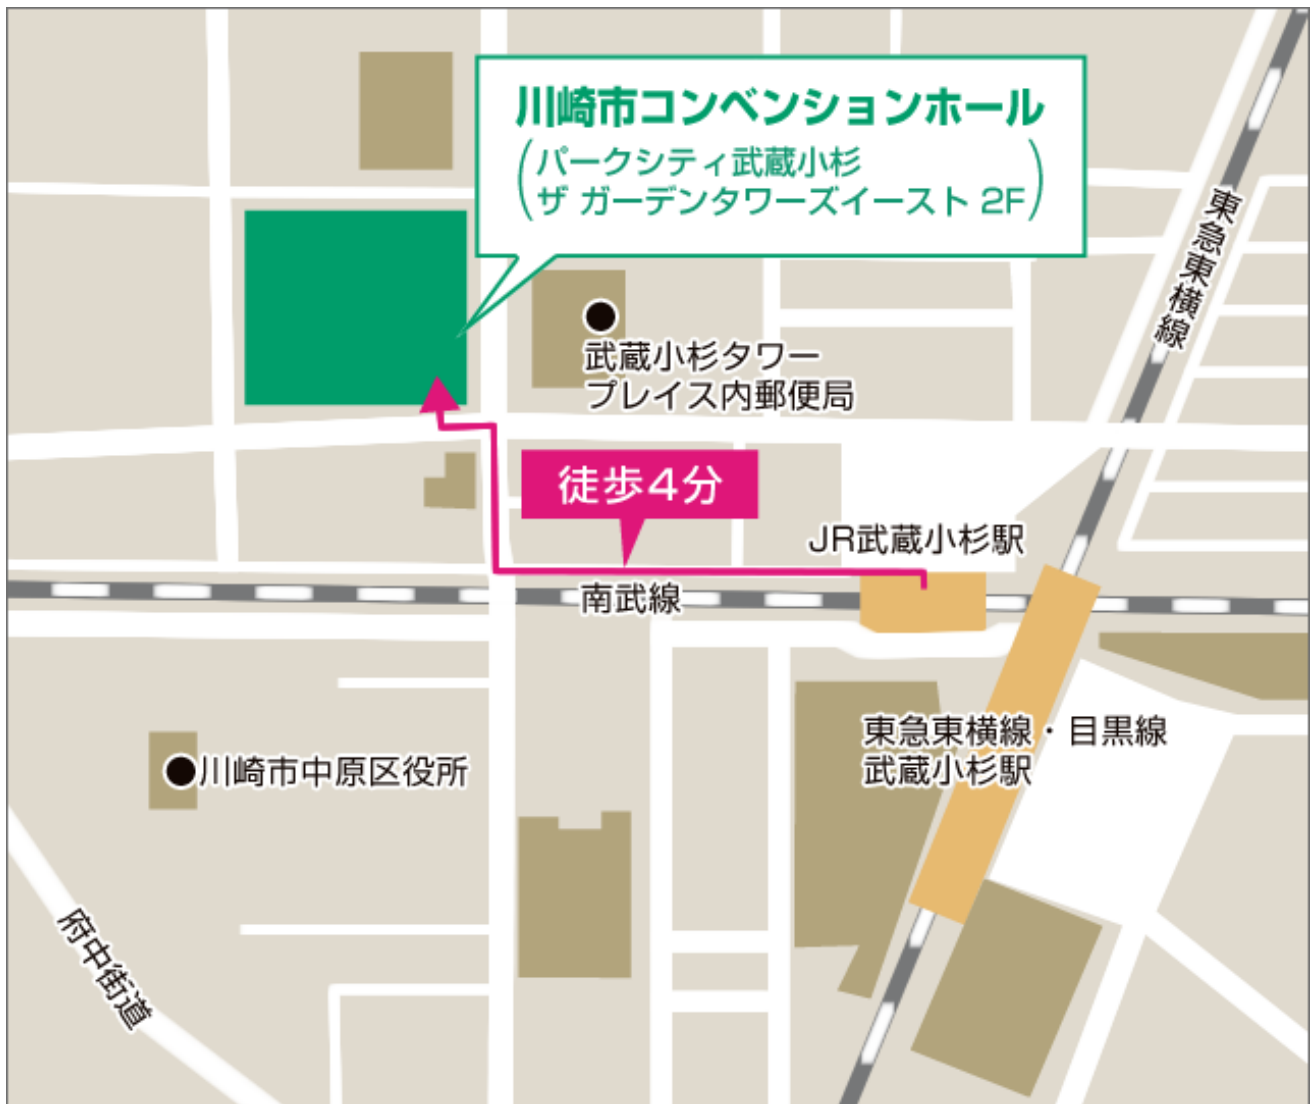 川崎市コンベンションホール
(パークシティ武蔵小杉
ザ ガーデンタワーズイースト 2F)
東急東横線
武蔵小杉タワー
プレイス内郵便局
徒歩4分
JR武蔵小杉駅
南武線
東急東横線・目黒線
武蔵小杉駅
川崎市中原区役所
府中街道